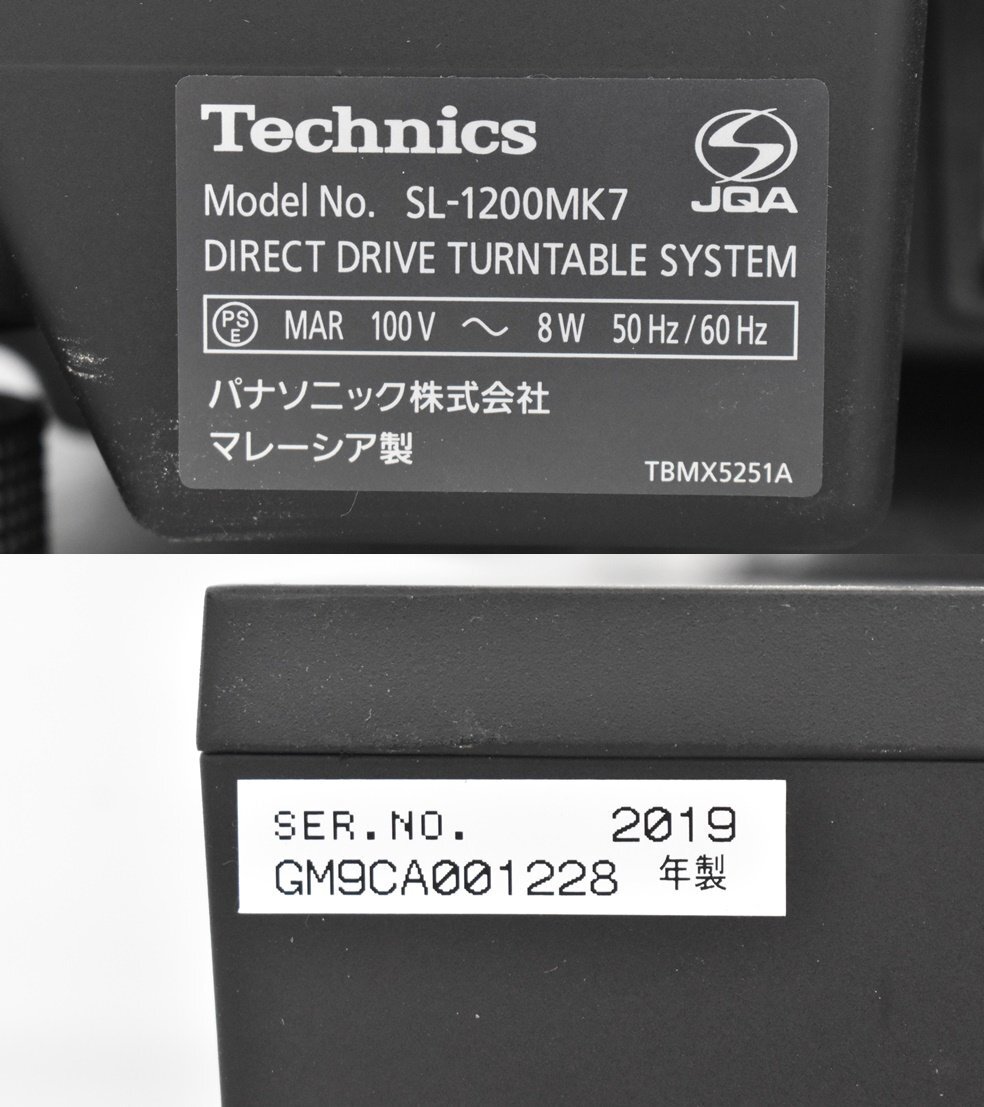 Technics
JQA
Model No. SL-1200MK7
DIRECT DRIVE TURNTABLE SYSTEM
PSE MAR 100V ～ 8W 50Hz/60Hz
パナソニック株式会社
マレーシア製
TBMX5251A
SER.NO. 2019
GM9CA001228 年製